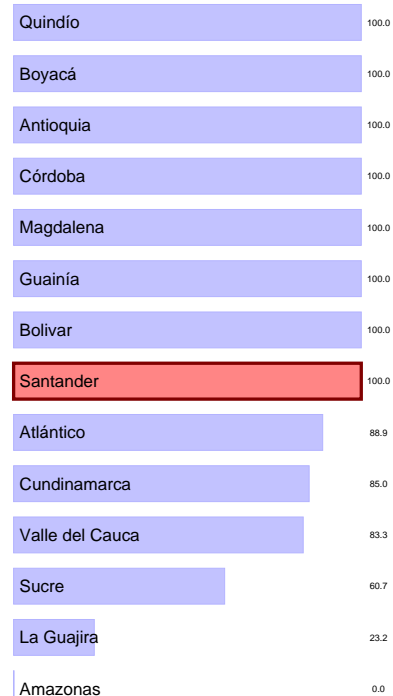 Quindío 100.0
Boyacá 100.0
Antioquia 100.0
Córdoba 100.0
Magdalena 100.0
Guainía 100.0
Bolivar 100.0
Santander 100.0
Atlántico 88.9
Cundinamarca 85.0
Valle del Cauca 83.3
Sucre 60.7
La Guajira 23.2
Amazonas 0.0